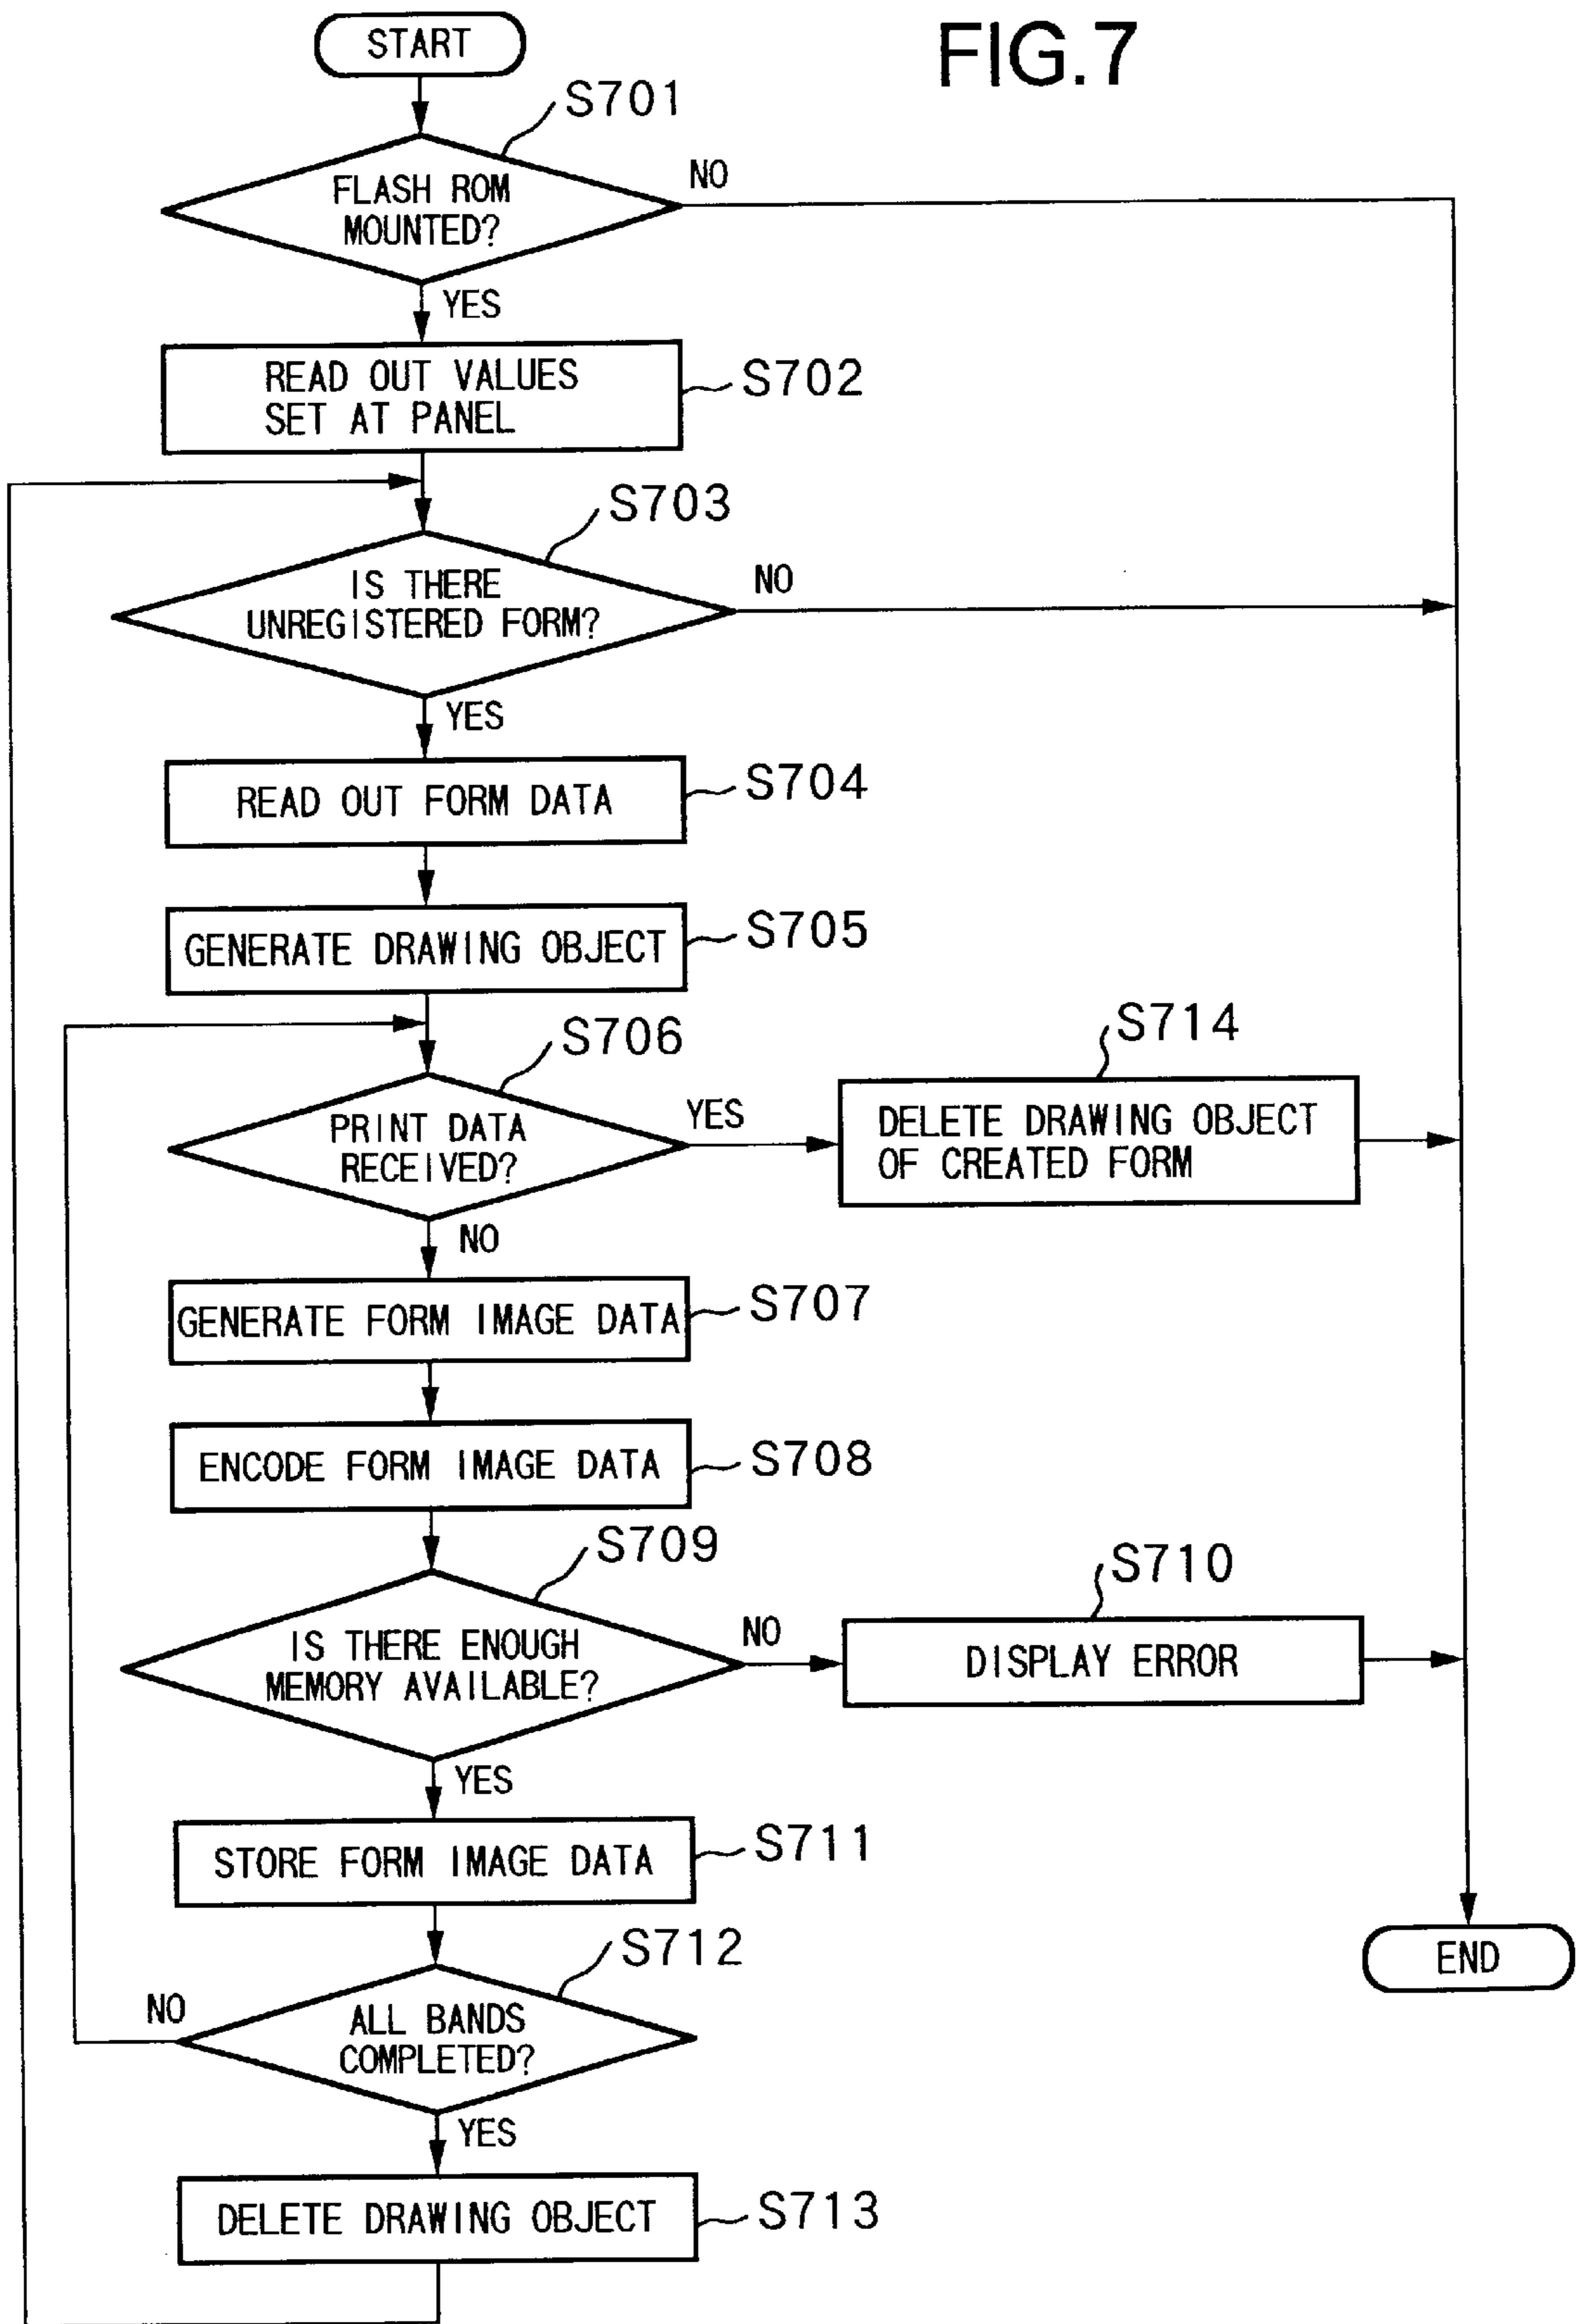 FIG.7
START
S701
FLASH ROM
MOUNTED?
NO
YES
READ OUT VALUES
SET AT PANEL
S702
S703
IS THERE
UNREGISTERED FORM?
NO
YES
READ OUT FORM DATA
S704
GENERATE DRAWING OBJECT
S705
S706
PRINT DATA
RECEIVED?
YES
S714
DELETE DRAWING OBJECT
OF CREATED FORM
NO
GENERATE FORM IMAGE DATA
S707
ENCODE FORM IMAGE DATA
S708
S709
IS THERE ENOUGH
MEMORY AVAILABLE?
NO
S710
DISPLAY ERROR
YES
STORE FORM IMAGE DATA
S711
S712
ALL BANDS
COMPLETED?
NO
END
YES
DELETE DRAWING OBJECT
S713